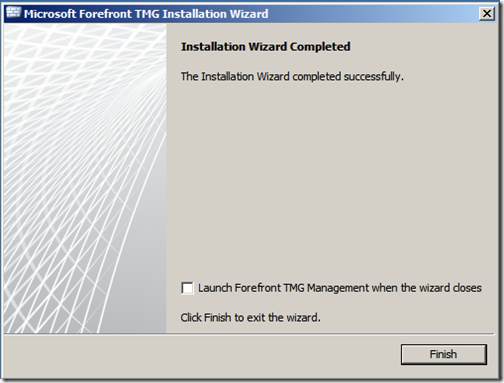 Microsoft Forefront TMG Installation Wizard
Installation Wizard Completed
The Installation Wizard completed successfully.
Launch Forefront TMG Management when the wizard closes
Click Finish to exit the wizard.
Finish